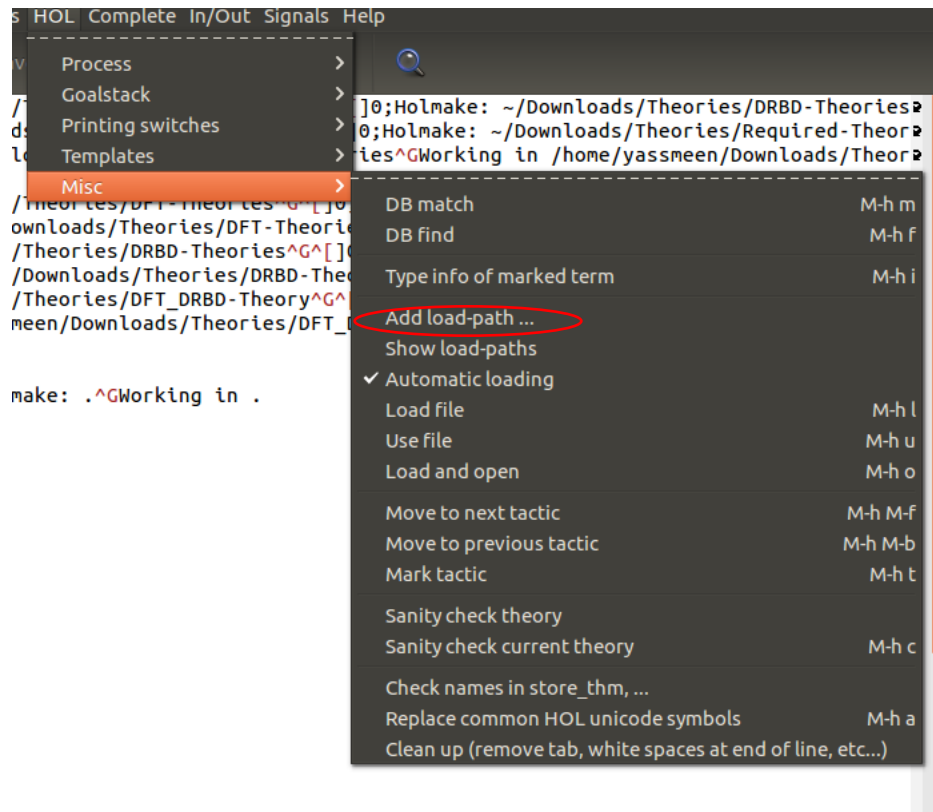 s HOL Complete In/Out Signals Help
Process
Goalstack
Printing switches
Templates
Misc
[]0;Holmake: ~/Downloads/Theories/DRBD-Theories
0;Holmake: ~/Downloads/Theories/Required-Theor
ies^GWorking in /home/yassmeen/Downloads/Theor
/Theories/DFT-Theories^G^[]0
ownloads/Theories/DFT-Theorie
/Theories/DRBD-Theories^G^[]
/Downloads/Theories/DRBD-The
/Theories/DFT_DRBD-Theory^G^
meen/Downloads/Theories/DFT_
make: .^GWorking in .
DB match M-h m
DB find M-h f
Type info of marked term M-h i
Add load-path ...
Show load-paths
✓ Automatic loading
Load file M-h l
Use file M-h u
Load and open M-h o
Move to next tactic M-h M-f
Move to previous tactic M-h M-b
Mark tactic M-h t
Sanity check theory
Sanity check current theory M-h c
Check names in store_thm, ...
Replace common HOL unicode symbols M-h a
Clean up (remove tab, white spaces at end of line, etc...)